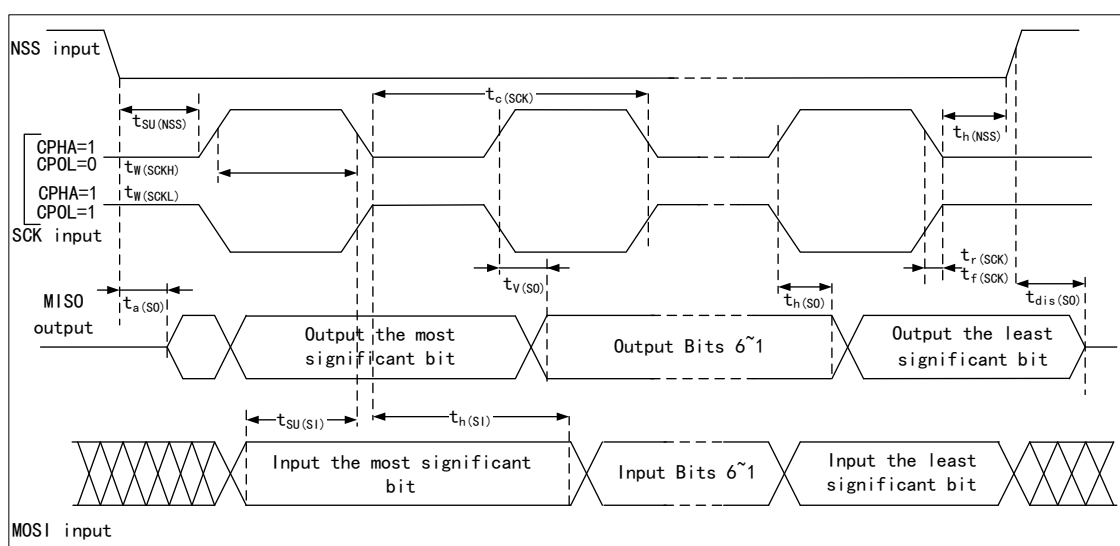 NSS input
tc(SCK)
tSU(NSS)
th(NSS)
CPHA=1
CPOL=0
tW(SCKH)
CPHA=1
CPOL=1
tW(SCKL)
SCK input
tr(SCK)
tf(SCK)
ta(SO)
tV(SO)
th(SO)
tdis(SO)
MISO
output
Output the most
significant bit
Output Bits 6~1
Output the least
significant bit
tSU(SI)
th(SI)
Input the most significant
bit
Input Bits 6~1
Input the least
significant bit
MOSI input